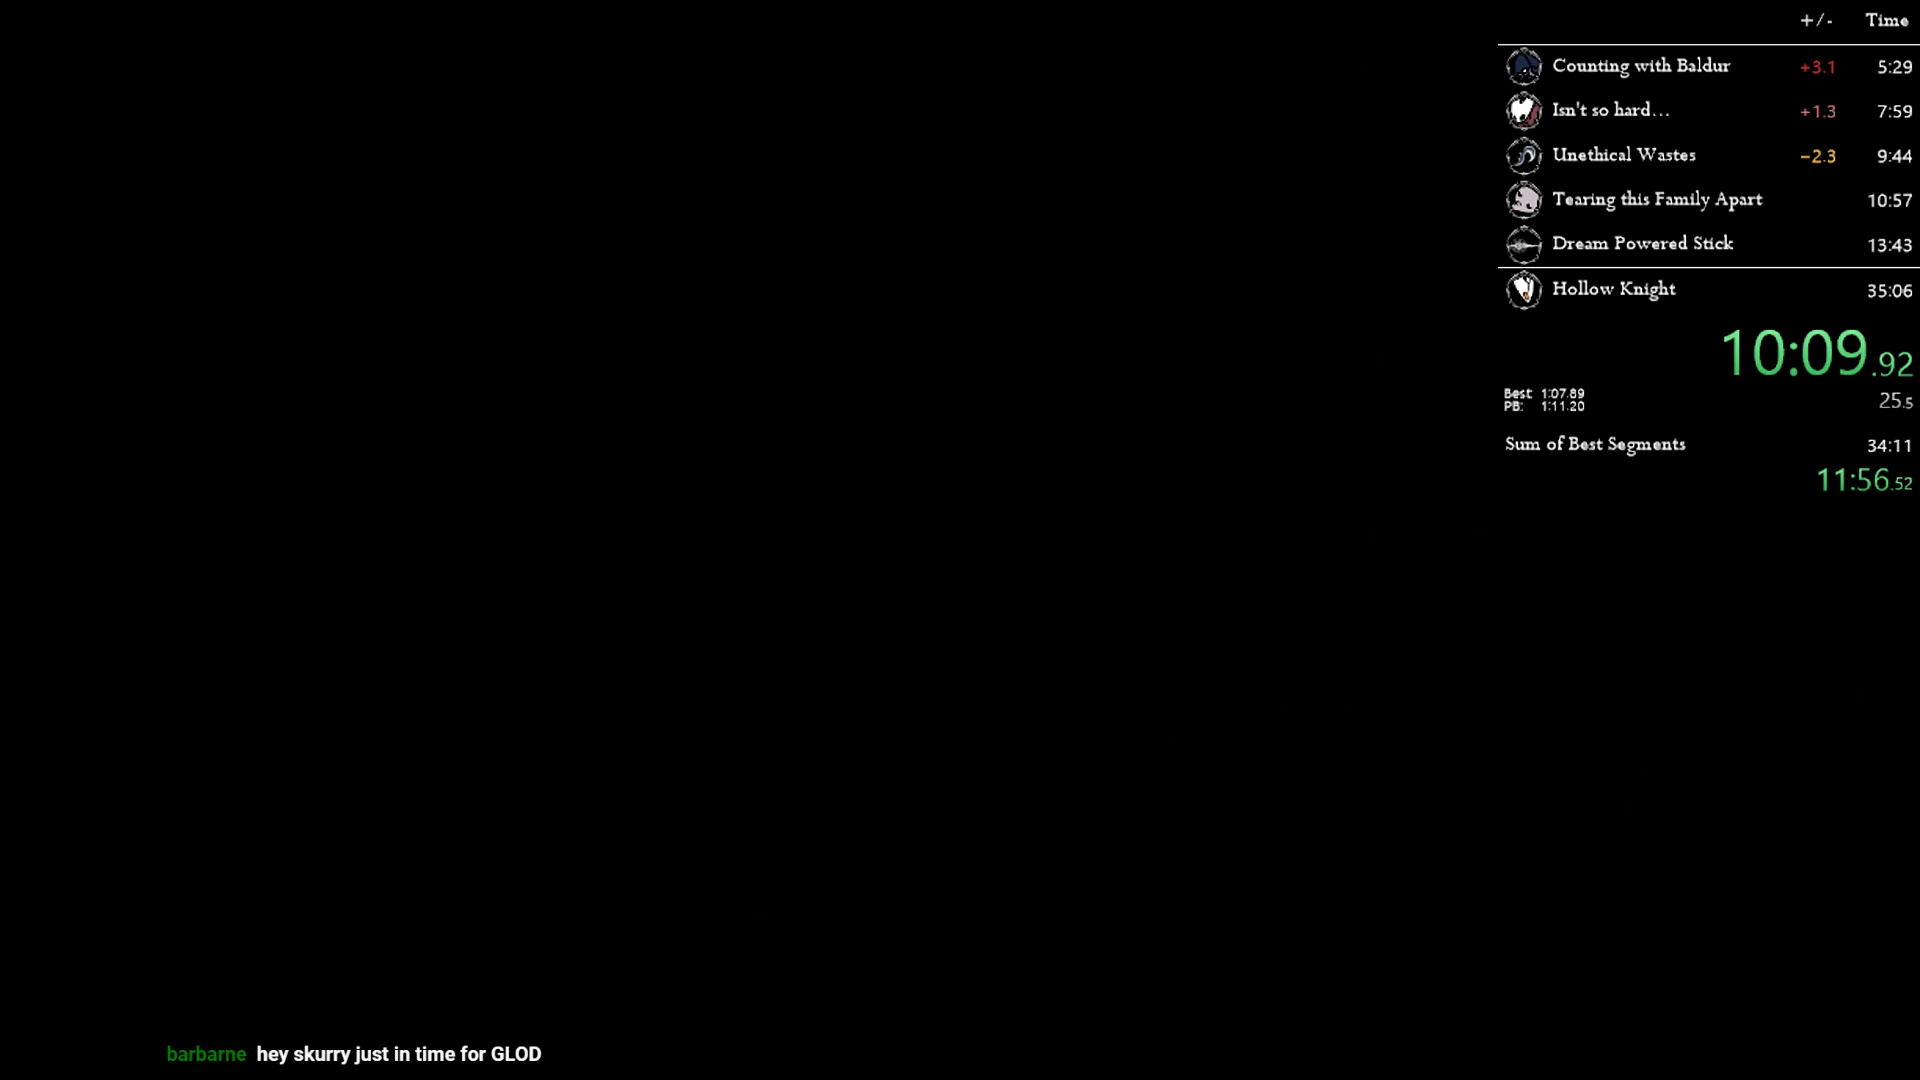 +/- Time
Counting with Baldur +3.1 5:29
Isn't so hard... +1.3 7:59
Unethical Wastes −2.3 9:44
Tearing this Family Apart 10:57
Dream Powered Stick 13:43
Hollow Knight 35:06
10:09.92
Best: 1:07.89
PB: 1:11.20
25.5
Sum of Best Segments 34:11
11:56.52
barbarne hey skurry just in time for GLOD